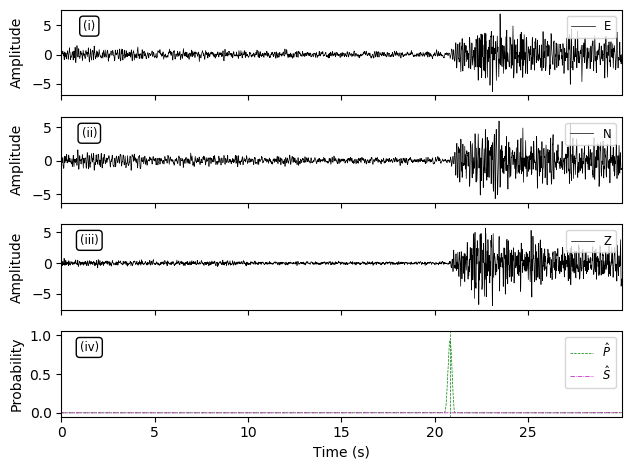 (i)
E
Amplitude
5
0
−5
(ii)
N
Amplitude
5
0
−5
(iii)
Z
Amplitude
5
0
−5
(iv)
P̂
Ŝ
Probability
1.0
0.5
0.0
0 5 10 15 20 25
Time (s)